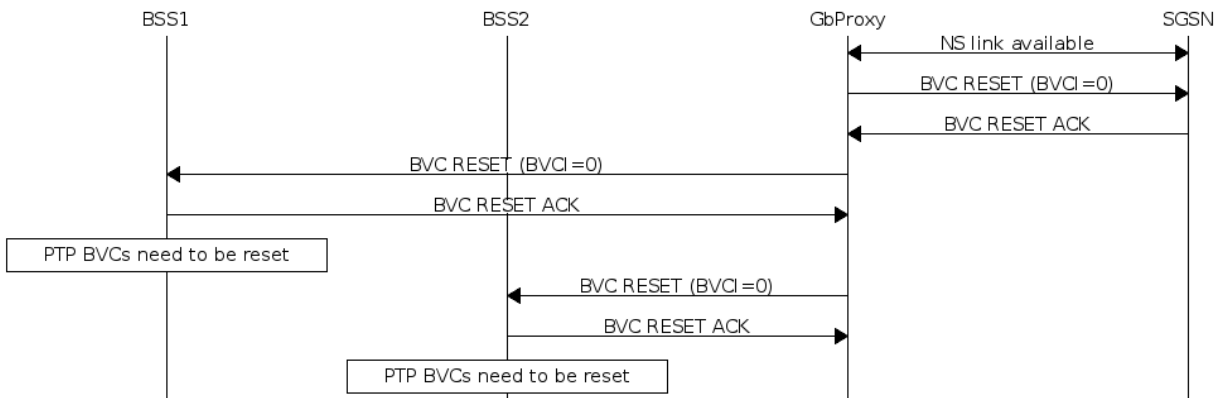 BSS1 BSS2 GbProxy SGSN
NS link available
BVC RESET (BVCI=0)
BVC RESET ACK
BVC RESET (BVCI=0)
BVC RESET ACK
PTP BVCs need to be reset
BVC RESET (BVCI=0)
BVC RESET ACK
PTP BVCs need to be reset